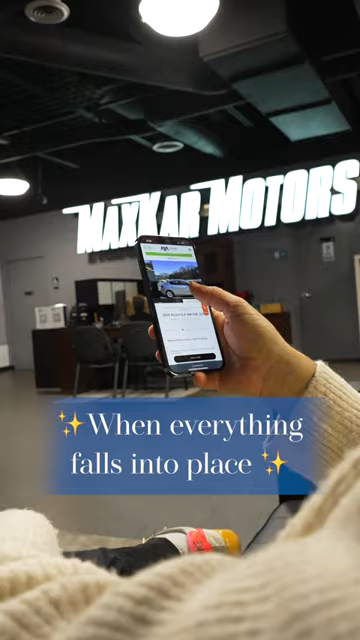 MAXKAR MOTORS
✨When everything
falls into place ✨